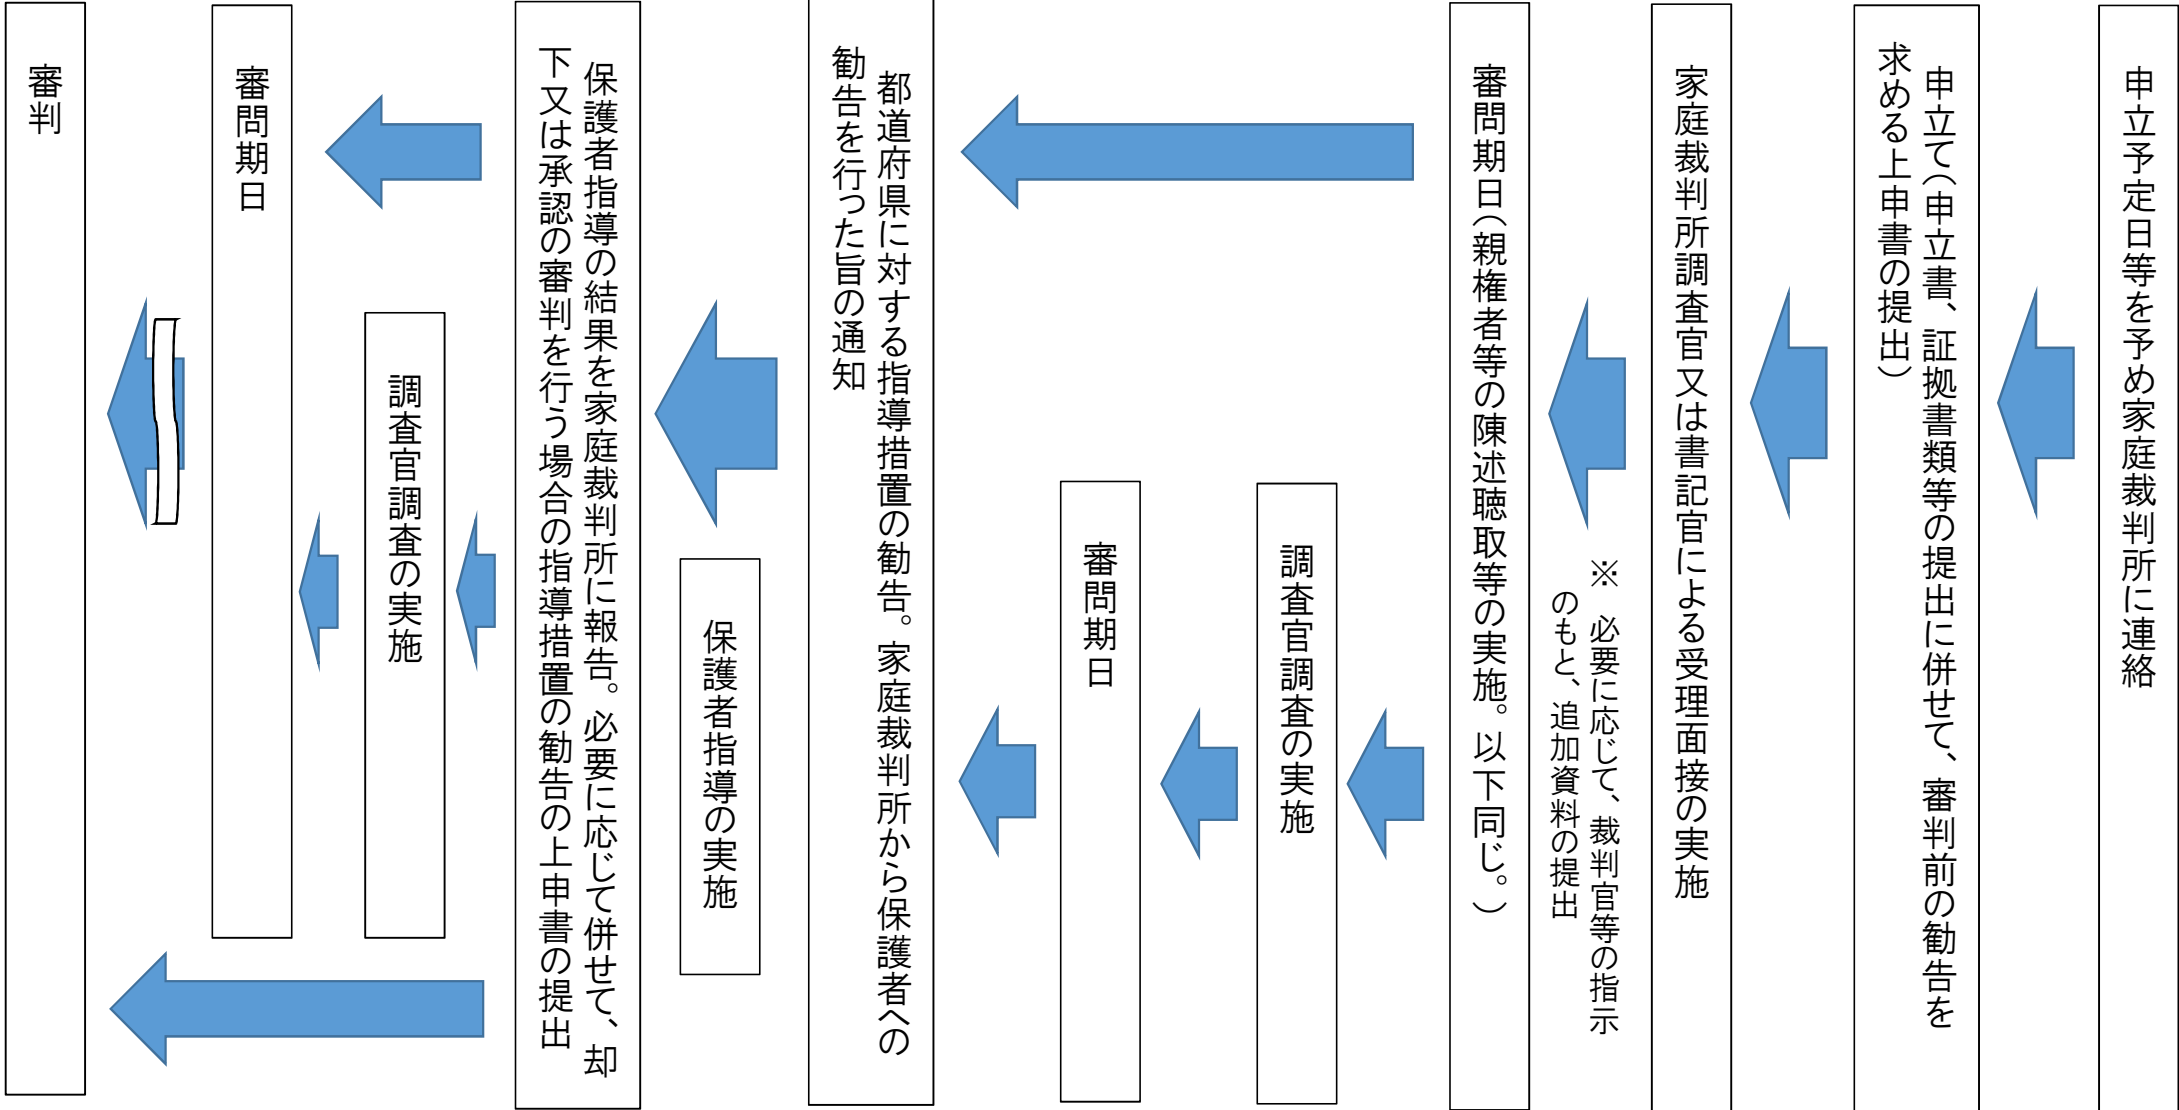 申立予定日等を予め家庭裁判所に連絡
申立て（申立書、証拠書類等の提出に併せて、審判前の勧告を
求める上申書の提出）
家庭裁判所調査官又は書記官による受理面接の実施
※　必要に応じて、裁判官等の指示
のもと、追加資料の提出
審問期日（親権者等の陳述聴取等の実施。以下同じ。）
調査官調査の実施
審問期日
都道府県に対する指導措置の勧告。家庭裁判所から保護者への
勧告を行った旨の通知
保護者指導の実施
保護者指導の結果を家庭裁判所に報告。必要に応じて併せて、却
下又は承認の審判を行う場合の指導措置の勧告の上申書の提出
調査官調査の実施
審問期日
審判